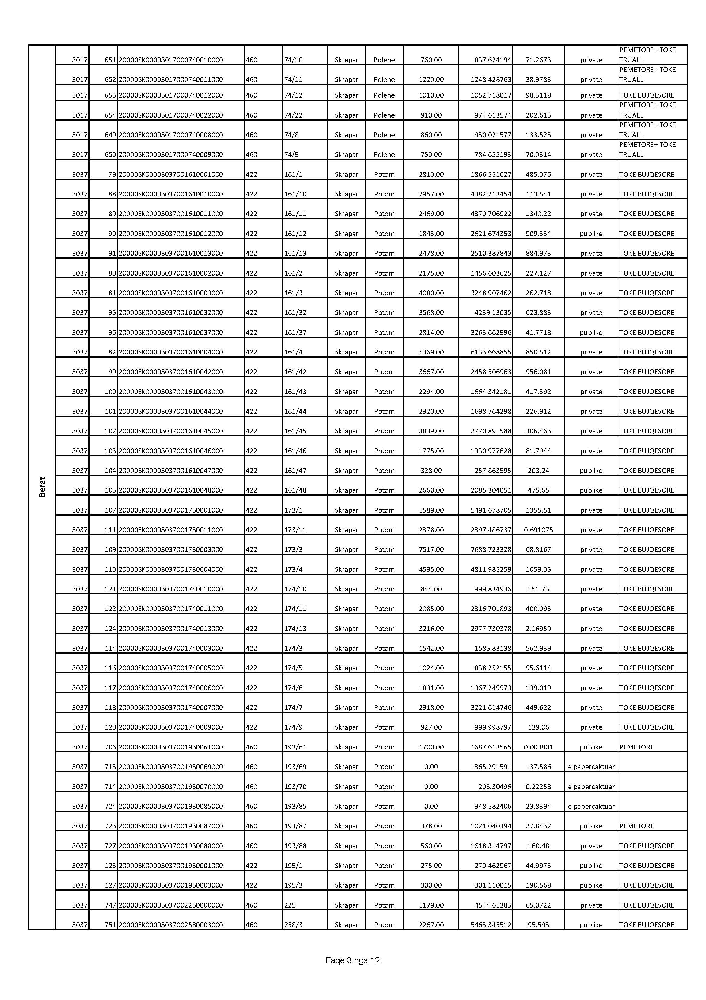 PEMETORE+ TOKE
3017 651 20000SK00003017000740010000 460 74/10 Skrapar Polene 760.00 837.624194 71.2673 private TRUALL
PEMETORE+ TOKE
3017 652 20000SK00003017000740011000 460 74/11 Skrapar Polene 1220.00 1248.428763 38.9783 private TRUALL
3017 653 20000SK00003017000740012000 460 74/12 Skrapar Polene 1010.00 1052.718017 98.3118 private TOKE BUJQESORE
PEMETORE+ TOKE
3017 654 20000SK00003017000740022000 460 74/22 Skrapar Polene 910.00 974.613574 202.613 private TRUALL
PEMETORE+ TOKE
3017 649 20000SK00003017000740008000 460 74/8 Skrapar Polene 860.00 930.021577 133.525 private TRUALL
PEMETORE+ TOKE
3017 650 20000SK00003017000740009000 460 74/9 Skrapar Polene 750.00 784.655193 70.0314 private TRUALL
3037 79 20000SK00003037001610001000 422 161/1 Skrapar Potom 2810.00 1866.551627 485.076 private TOKE BUJQESORE
3037 88 20000SK00003037001610010000 422 161/10 Skrapar Potom 2957.00 4382.213454 113.541 private TOKE BUJQESORE
3037 89 20000SK00003037001610011000 422 161/11 Skrapar Potom 2469.00 4370.706922 1340.22 private TOKE BUJQESORE
3037 90 20000SK00003037001610012000 422 161/12 Skrapar Potom 1843.00 2621.674353 909.334 publike TOKE BUJQESORE
3037 91 20000SK00003037001610013000 422 161/13 Skrapar Potom 2478.00 2510.387843 884.973 private TOKE BUJQESORE
3037 80 20000SK00003037001610002000 422 161/2 Skrapar Potom 2175.00 1456.603625 227.127 private TOKE BUJQESORE
3037 81 20000SK00003037001610003000 422 161/3 Skrapar Potom 4080.00 3248.907462 262.718 private TOKE BUJQESORE
3037 95 20000SK00003037001610032000 422 161/32 Skrapar Potom 3568.00 4239.13035 623.883 private TOKE BUJQESORE
3037 96 20000SK00003037001610037000 422 161/37 Skrapar Potom 2814.00 3263.662996 41.7718 publike TOKE BUJQESORE
3037 82 20000SK00003037001610004000 422 161/4 Skrapar Potom 5369.00 6133.668855 850.512 private TOKE BUJQESORE
3037 99 20000SK00003037001610042000 422 161/42 Skrapar Potom 3667.00 2458.506963 956.081 private TOKE BUJQESORE
3037 100 20000SK00003037001610043000 422 161/43 Skrapar Potom 2294.00 1664.342181 417.392 private TOKE BUJQESORE
3037 101 20000SK00003037001610044000 422 161/44 Skrapar Potom 2320.00 1698.764298 226.912 private TOKE BUJQESORE
3037 102 20000SK00003037001610045000 422 161/45 Skrapar Potom 3839.00 2770.891588 306.466 private TOKE BUJQESORE
3037 103 20000SK00003037001610046000 422 161/46 Skrapar Potom 1775.00 1330.977628 81.7944 private TOKE BUJQESORE
3037 104 20000SK00003037001610047000 422 161/47 Skrapar Potom 328.00 257.863595 203.24 publike TOKE BUJQESORE
Berat
3037 105 20000SK00003037001610048000 422 161/48 Skrapar Potom 2660.00 2085.304051 475.65 publike TOKE BUJQESORE
3037 107 20000SK00003037001730001000 422 173/1 Skrapar Potom 5589.00 5491.678705 1355.51 private TOKE BUJQESORE
3037 111 20000SK00003037001730011000 422 173/11 Skrapar Potom 2378.00 2397.486737 0.691075 private TOKE BUJQESORE
3037 109 20000SK00003037001730003000 422 173/3 Skrapar Potom 7517.00 7688.723328 68.8167 private TOKE BUJQESORE
3037 110 20000SK00003037001730004000 422 173/4 Skrapar Potom 4535.00 4811.985259 1059.05 private TOKE BUJQESORE
3037 121 20000SK00003037001740010000 422 174/10 Skrapar Potom 844.00 999.834936 151.73 private TOKE BUJQESORE
3037 122 20000SK00003037001740011000 422 174/11 Skrapar Potom 2085.00 2316.701893 400.093 private TOKE BUJQESORE
3037 124 20000SK00003037001740013000 422 174/13 Skrapar Potom 3216.00 2977.730378 2.16959 private TOKE BUJQESORE
3037 114 20000SK00003037001740003000 422 174/3 Skrapar Potom 1542.00 1585.83138 562.939 private TOKE BUJQESORE
3037 116 20000SK00003037001740005000 422 174/5 Skrapar Potom 1024.00 838.252155 95.6114 private TOKE BUJQESORE
3037 117 20000SK00003037001740006000 422 174/6 Skrapar Potom 1891.00 1967.249973 139.019 private TOKE BUJQESORE
3037 118 20000SK00003037001740007000 422 174/7 Skrapar Potom 2918.00 3221.614746 449.622 private TOKE BUJQESORE
3037 120 20000SK00003037001740009000 422 174/9 Skrapar Potom 927.00 999.998797 139.06 private TOKE BUJQESORE
3037 706 20000SK00003037001930061000 460 193/61 Skrapar Potom 1700.00 1687.613565 0.003801 publike PEMETORE
3037 713 20000SK00003037001930069000 460 193/69 Skrapar Potom 0.00 1365.291591 137.586 e papercaktuar
3037 714 20000SK00003037001930070000 460 193/70 Skrapar Potom 0.00 203.30496 0.22258 e papercaktuar
3037 724 20000SK00003037001930085000 460 193/85 Skrapar Potom 0.00 348.582406 23.8394 e papercaktuar
3037 726 20000SK00003037001930087000 460 193/87 Skrapar Potom 378.00 1021.040394 27.8432 publike PEMETORE
3037 727 20000SK00003037001930088000 460 193/88 Skrapar Potom 560.00 1618.314797 160.48 private TOKE BUJQESORE
3037 125 20000SK00003037001950001000 422 195/1 Skrapar Potom 275.00 270.462967 44.9975 publike TOKE BUJQESORE
3037 127 20000SK00003037001950003000 422 195/3 Skrapar Potom 300.00 301.110015 190.568 publike TOKE BUJQESORE
3037 747 20000SK00003037002250000000 460 225 Skrapar Potom 5179.00 4544.65383 65.0722 private TOKE BUJQESORE
3037 751 20000SK00003037002580003000 460 258/3 Skrapar Potom 2267.00 5463.345512 95.593 publike TOKE BUJQESORE
Faqe 3 nga 12